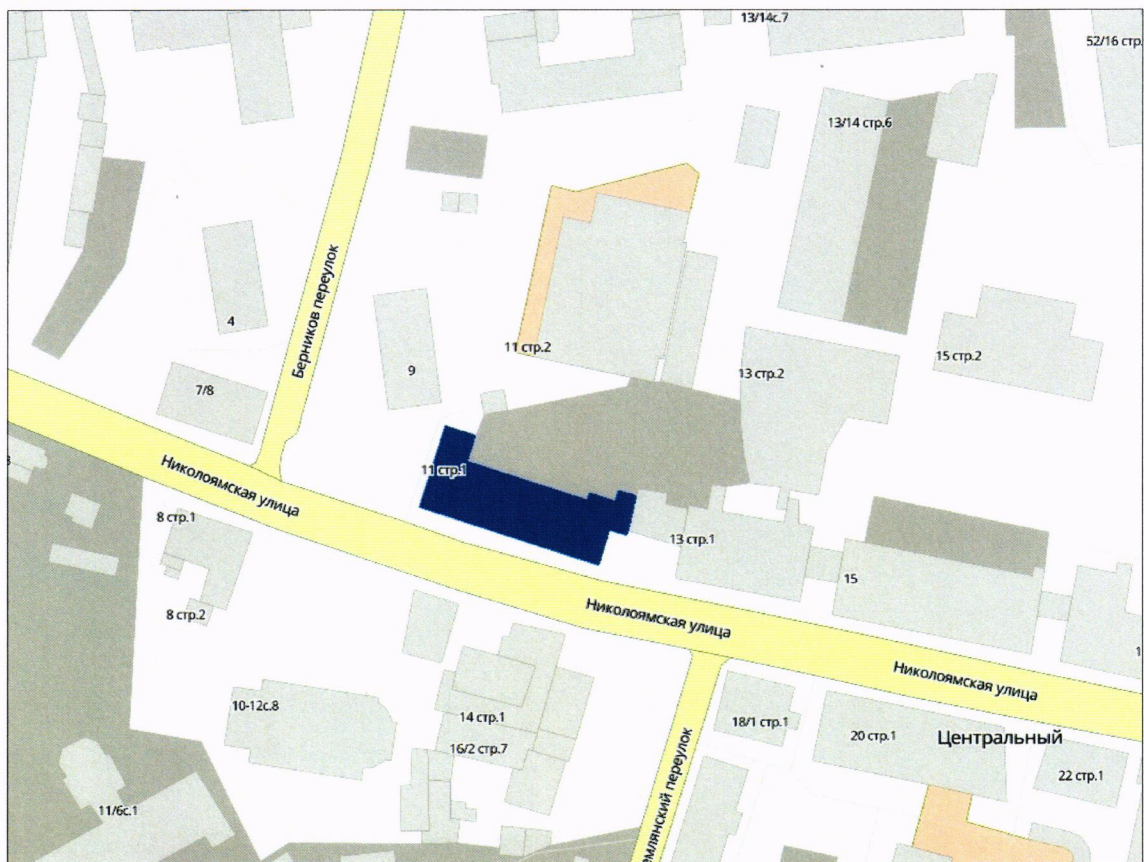 13/14с.7
52/16 стр.
13/14 стр.6
Берников переулок
4
11 стр.2
15 стр.2
9
13 стр.2
7/8
11 стр.1
Николоямская улица
8 стр.1
13 стр.1
15
8 стр.2
Николоямская улица
1
Николоямская улица
10-12с.8
14 стр.1
18/1 стр.1
20 стр.1
Центральный
16/2 стр.7
22 стр.1
11/6с.1
емлянский переулок